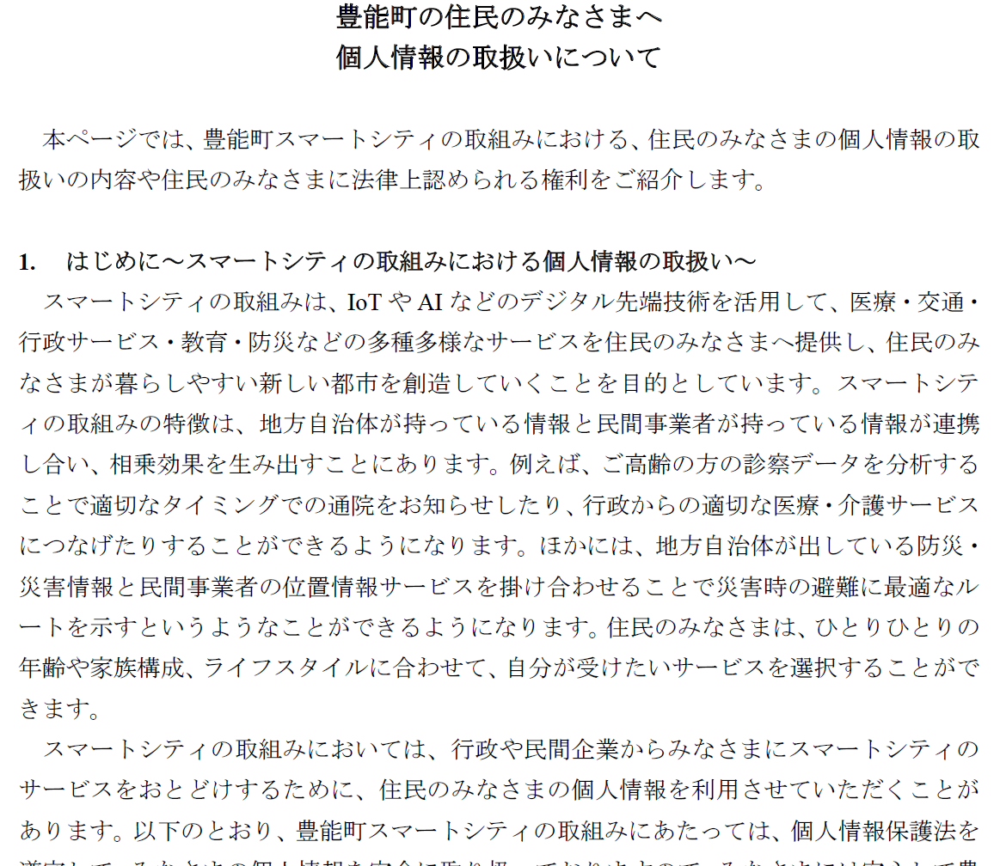 豊能町の住民のみなさまへ
個人情報の取扱いについて
本ページでは、豊能町スマートシティの取組みにおける、住民のみなさまの個人情報の取
扱いの内容や住民のみなさまに法律上認められる権利をご紹介します。
1. はじめに～スマートシティの取組みにおける個人情報の取扱い～
スマートシティの取組みは、IoT や AI などのデジタル先端技術を活用して、医療・交通・
行政サービス・教育・防災などの多種多様なサービスを住民のみなさまへ提供し、住民のみ
なさまが暮らしやすい新しい都市を創造していくことを目的としています。スマートシテ
ィの取組みの特徴は、地方自治体が持っている情報と民間事業者が持っている情報が連携
し合い、相乗効果を生み出すことにあります。例えば、ご高齢の方の診察データを分析する
ことで適切なタイミングでの通院をお知らせしたり、行政からの適切な医療・介護サービス
につなげたりすることができるようになります。ほかには、地方自治体が出している防災・
災害情報と民間事業者の位置情報サービスを掛け合わせることで災害時の避難に最適なル
ートを示すというようなことができるようになります。住民のみなさまは、ひとりひとりの
年齢や家族構成、ライフスタイルに合わせて、自分が受けたいサービスを選択することがで
きます。
スマートシティの取組みにおいては、行政や民間企業からみなさまにスマートシティの
サービスをおとどけするために、住民のみなさまの個人情報を利用させていただくことが
あります。以下のとおり、豊能町スマートシティの取組みにあたっては、個人情報保護法を